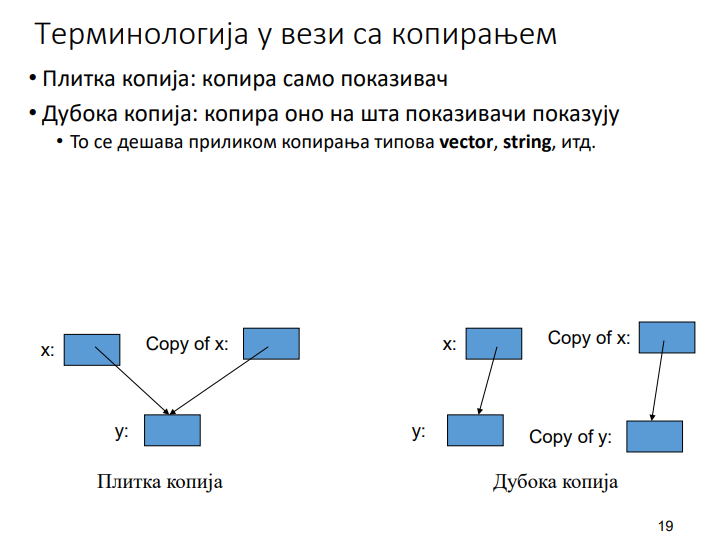 Терминологија у вези са копирањем
• Плитка копија: копира само показивач
• Дубока копија: копира оно на шта показивачи показују
• То се дешава приликом копирања типова vector, string, итд.
x:
Copy of x:
y:
Плитка копија
x:
Copy of x:
y:
Copy of y:
Дубока копија
19